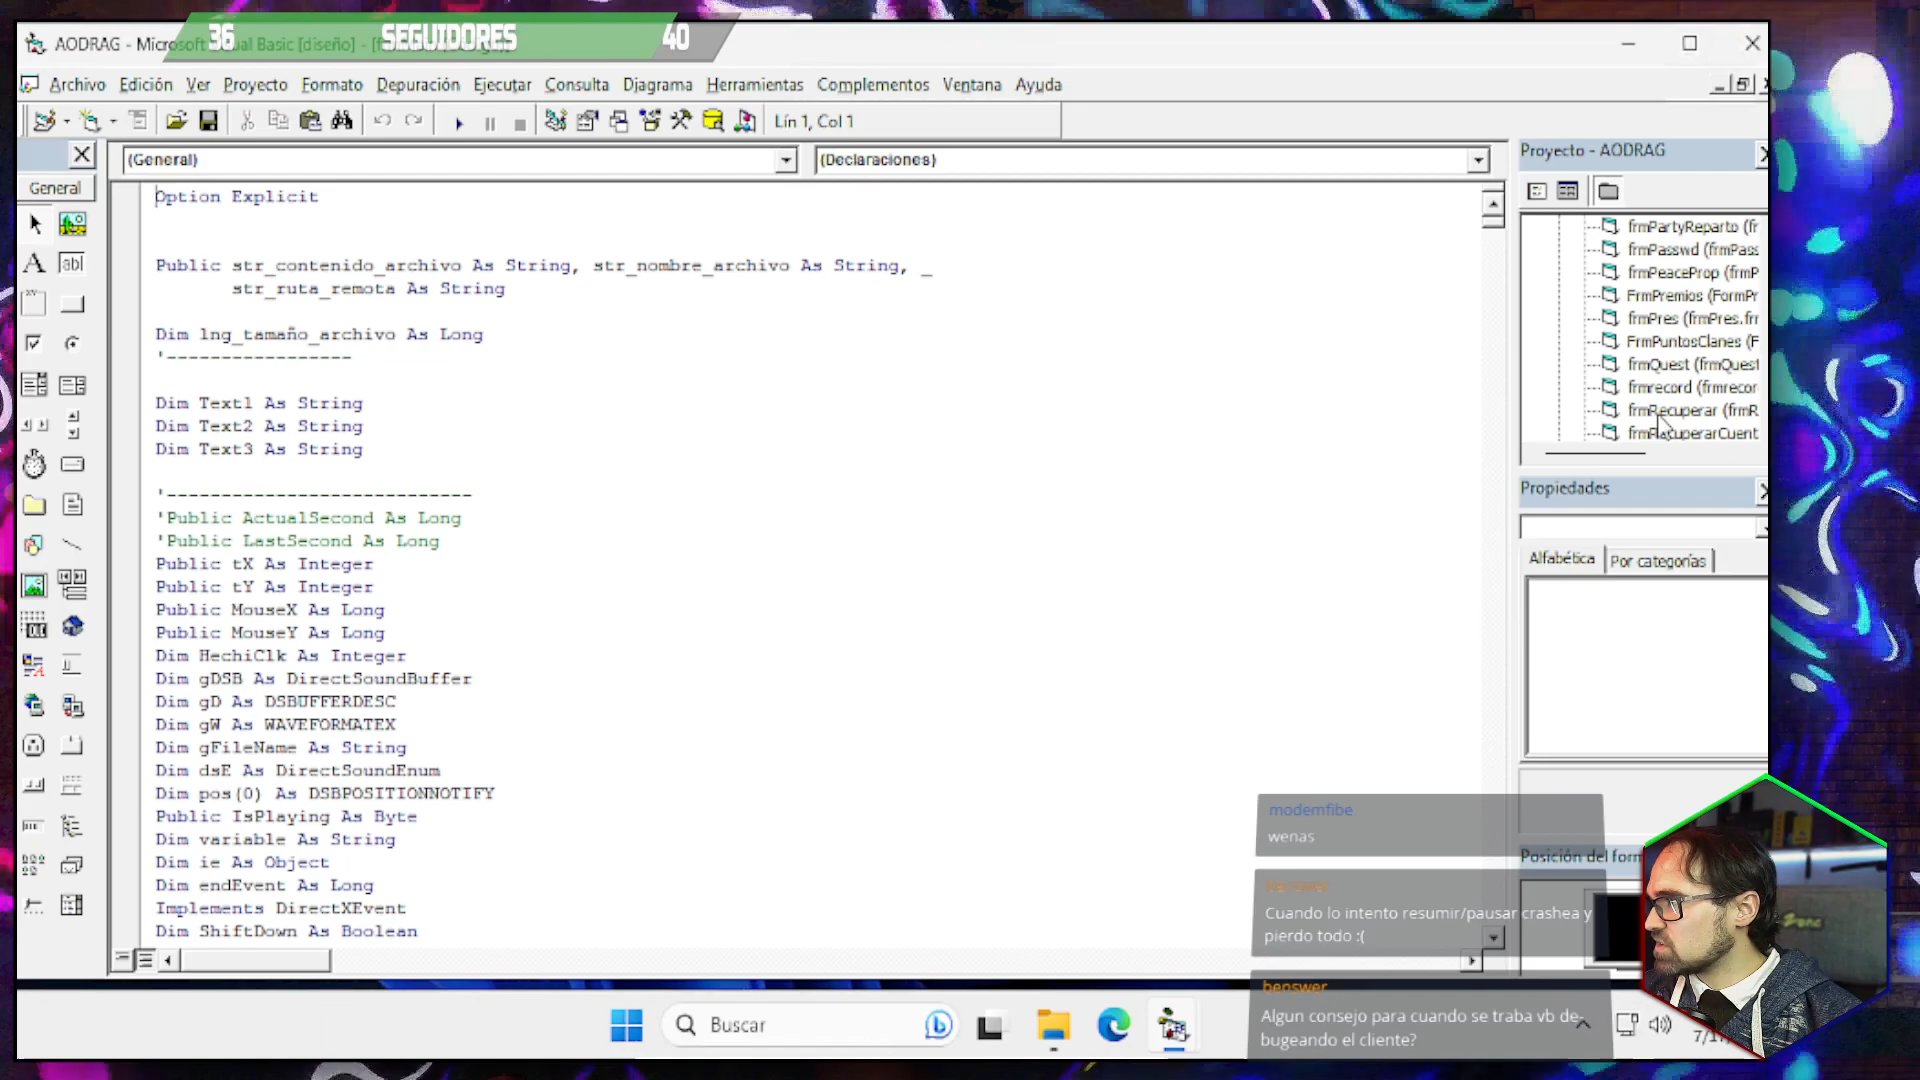 36 SEGUIDORES 40
AODRAG - Microsoft Visual Basic [diseño] - [
Archivo Edición Ver Proyecto Formato Depuración Ejecutar Consulta Diagrama Herramientas Complementos Ventana Ayuda
Lín 1, Col 1
(General)
(Declaraciones)
General
Option Explicit
Public str_contenido_archivo As String, str_nombre_archivo As String, _
str_ruta_remota As String
Dim lng_tamaño_archivo As Long
'-----------------
Dim Text1 As String
Dim Text2 As String
Dim Text3 As String
'----------------------------
'Public ActualSecond As Long
'Public LastSecond As Long
Public tX As Integer
Public tY As Integer
Public MouseX As Long
Public MouseY As Long
Dim HechiClk As Integer
Dim gDSB As DirectSoundBuffer
Dim gD As DSBUFFERDESC
Dim gW As WAVEFORMATEX
Dim gFileName As String
Dim dsE As DirectSoundEnum
Dim pos(0) As DSBPOSITIONNOTIFY
Public IsPlaying As Byte
Dim variable As String
Dim ie As Object
Dim endEvent As Long
Implements DirectXEvent
Dim ShiftDown As Boolean
Proyecto - AODRAG
frmPartyReparto (fr
frmPasswd (frmPass
frmPeaceProp (frmP
FrmPremios (FormPr
frmPres (frmPres.frr
FrmPuntosClanes (F
frmQuest (frmQuest
frmrecord (frmrecor
frmRecuperar (frmR
frmRecuperarCuent
Propiedades
Alfabética
Por categorías
Posición del form
modemfibe
wenas
benswer
Cuando lo intento resumir/pausar crashea y
pierdo todo :(
benswer
Algun consejo para cuando se traba vb de-
bugeando el cliente?
Buscar